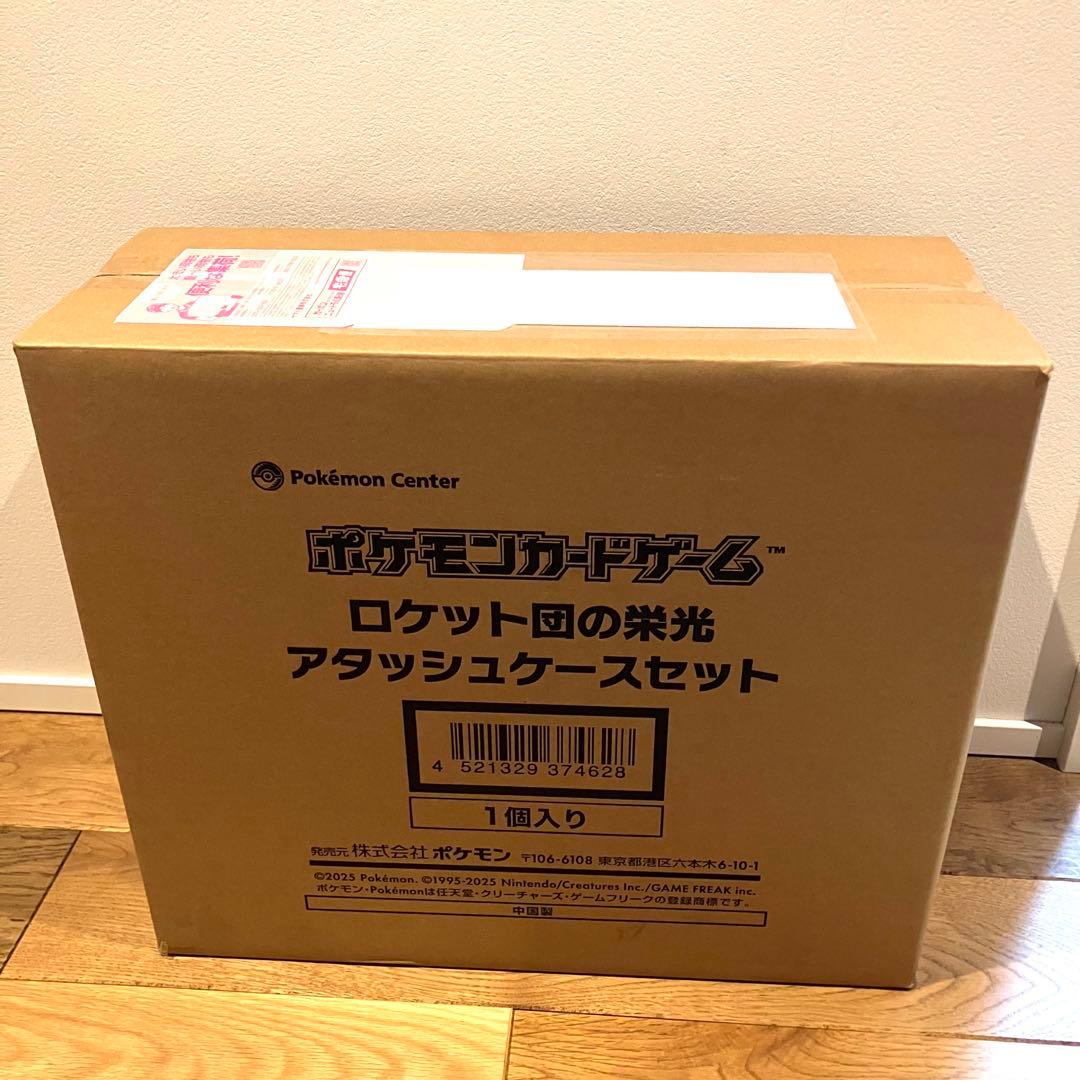 便利な集荷!
Pokémon Center
ポケモンカードゲーム™
ロケット団の栄光
アタッシュケースセット
4 521329 374628
1個入り
発売元 株式会社 ポケモン 〒106-6108 東京都港区六本木6-10-1
©2025 Pokémon. ©1995-2025 Nintendo/Creatures Inc./GAME FREAK inc.
ポケモン・Pokémonは任天堂・クリーチャーズ・ゲームフリークの登録商標です。
中国製